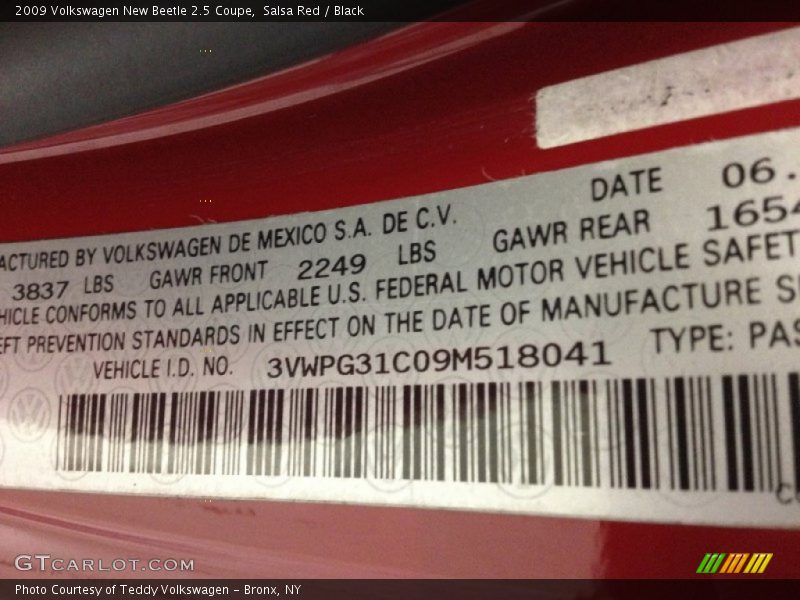 2009 Volkswagen New Beetle 2.5 Coupe, Salsa Red / Black
DATE 06.
ACTURED BY VOLKSWAGEN DE MEXICO S.A. DE C.V.
3837 LBS GAWR FRONT 2249 LBS GAWR REAR 1654
HICLE CONFORMS TO ALL APPLICABLE U.S. FEDERAL MOTOR VEHICLE SAFET
EFT PREVENTION STANDARDS IN EFFECT ON THE DATE OF MANUFACTURE S
VEHICLE I.D. NO. 3VWPG31C09M518041 TYPE: PAS
GTCARLOT.COM
Photo Courtesy of Teddy Volkswagen - Bronx, NY